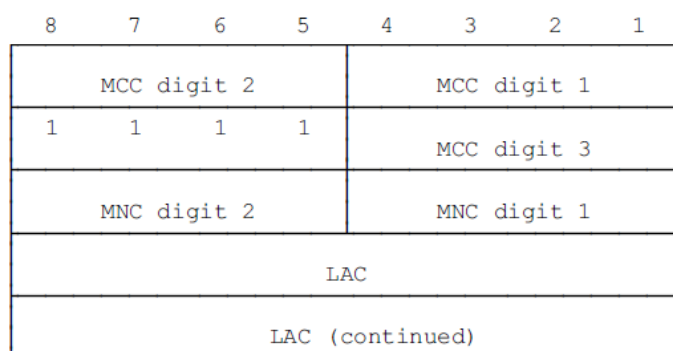 8 7 6 5 4 3 2 1
MCC digit 2 MCC digit 1
1 1 1 1 MCC digit 3
MNC digit 2 MNC digit 1
LAC
LAC (continued)